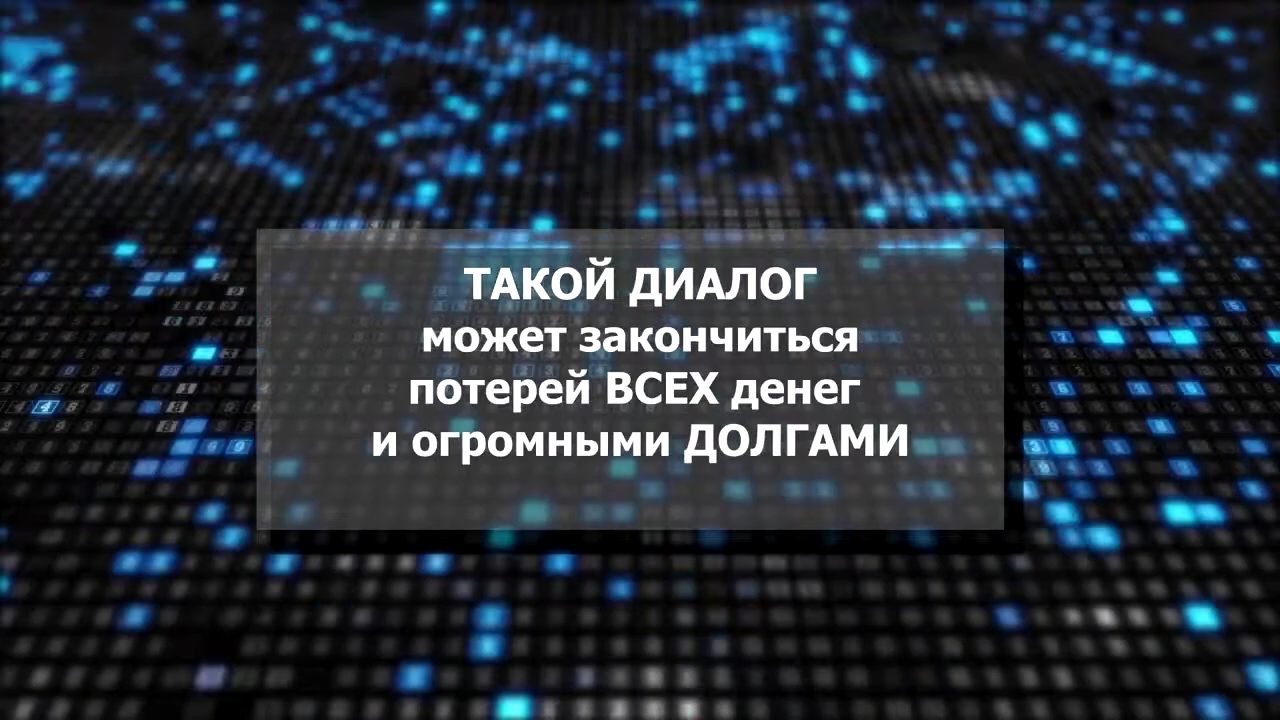 ТАКОЙ ДИАЛОГ
может закончиться
потерей ВСЕХ денег
и огромными ДОЛГАМИ